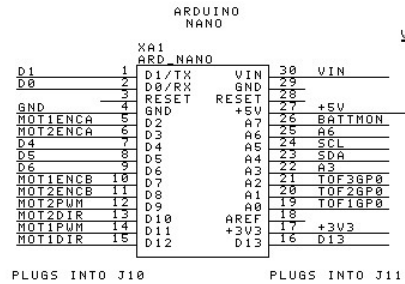 ARDUINO
NANO
XA1
ARD_NANO
D1 1 D1/TX VIN 30 VIN
D0 2 D0/RX GND 29
3 RESET RESET 28
GND 4 GND +5V 27 +5V
MOT1ENCA 5 D2 A7 26 BATTMON
MOT2ENCA 6 D3 A6 25 A6
D4 7 D4 A5 24 SCL
D5 8 D5 A4 23 SDA
D6 9 D6 A3 22 A3
MOT1ENCB 10 D7 A2 21 TOF3GP0
MOT2ENCB 11 D8 A1 20 TOF2GP0
MOT2PWM 12 D9 A0 19 TOF1GP0
MOT2DIR 13 D10 AREF 18
MOT1PWM 14 D11 +3V3 17 +3V3
MOT1DIR 15 D12 D13 16 D13
PLUGS INTO J10 PLUGS INTO J11